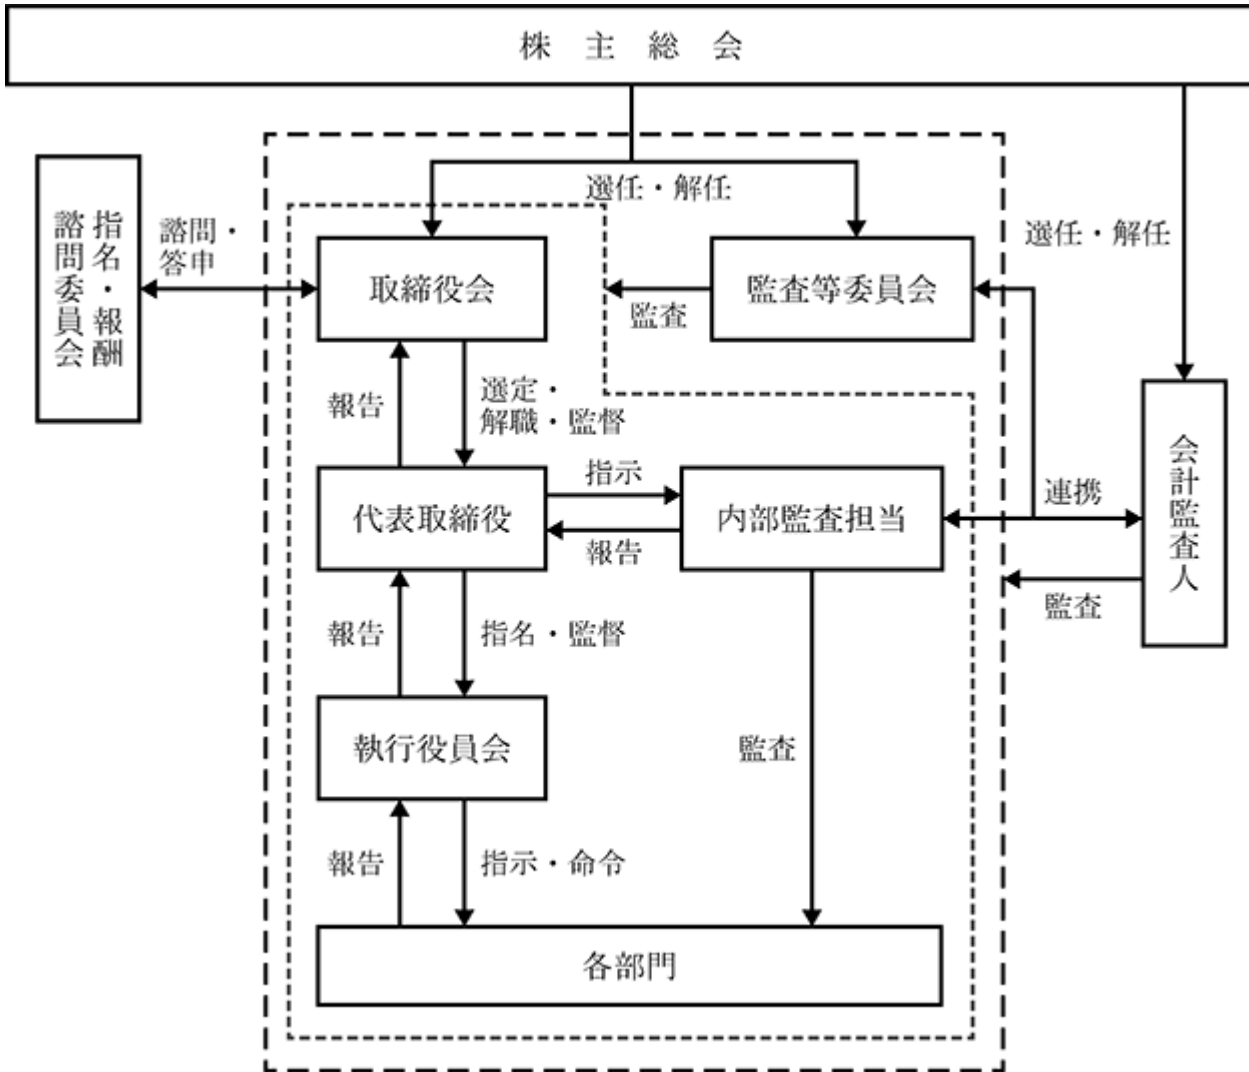 株主総会
選任・解任
指名・報酬
諮問委員会
諮問・
答申
取締役会
監査
監査等委員会
選任・解任
報告
選定・
解職・監督
代表取締役
指示
報告
内部監査担当
連携
会計監査人
監査
報告
指名・監督
執行役員会
監査
報告
指示・命令
各部門